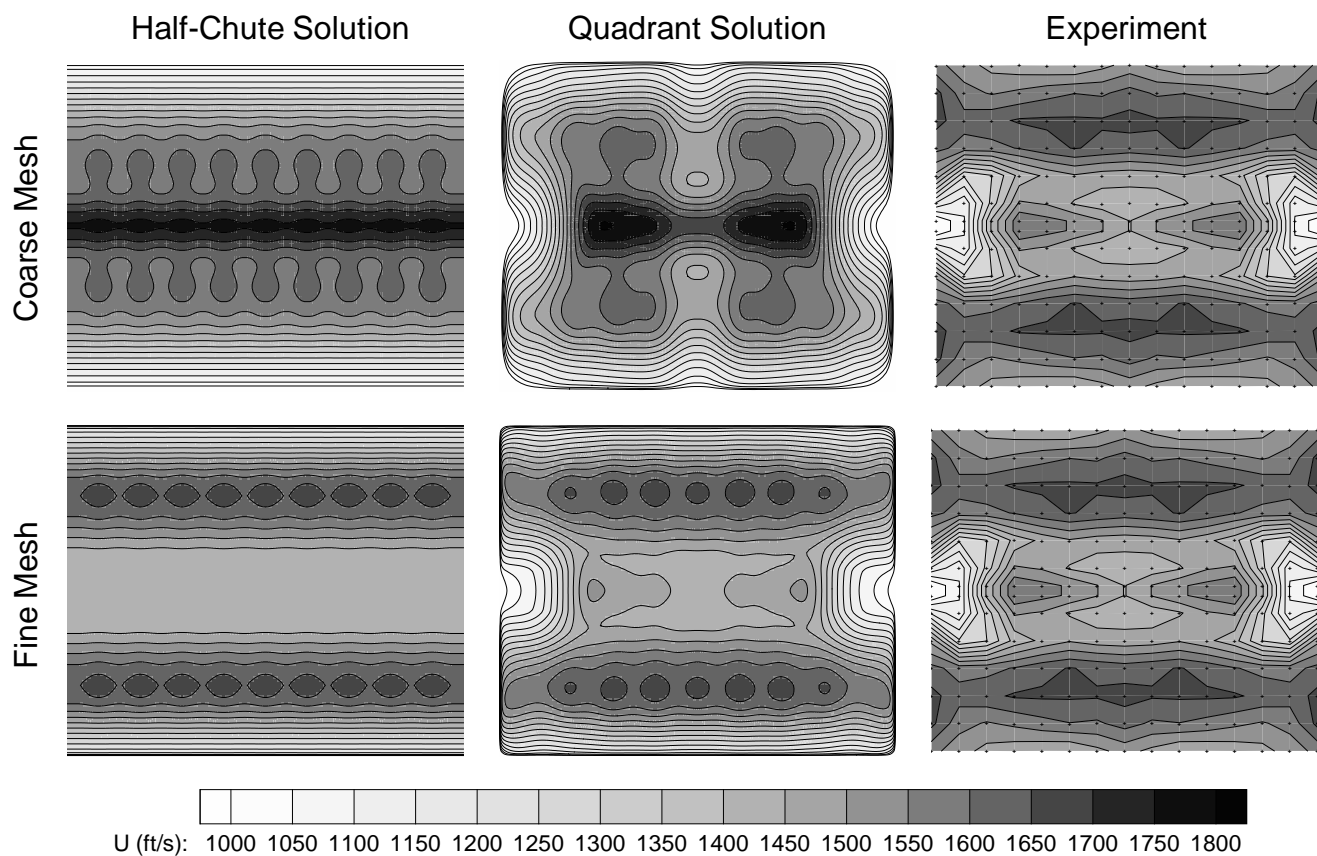 Half-Chute Solution Quadrant Solution Experiment
Coarse Mesh
Fine Mesh
U (ft/s): 1000 1050 1100 1150 1200 1250 1300 1350 1400 1450 1500 1550 1600 1650 1700 1750 1800